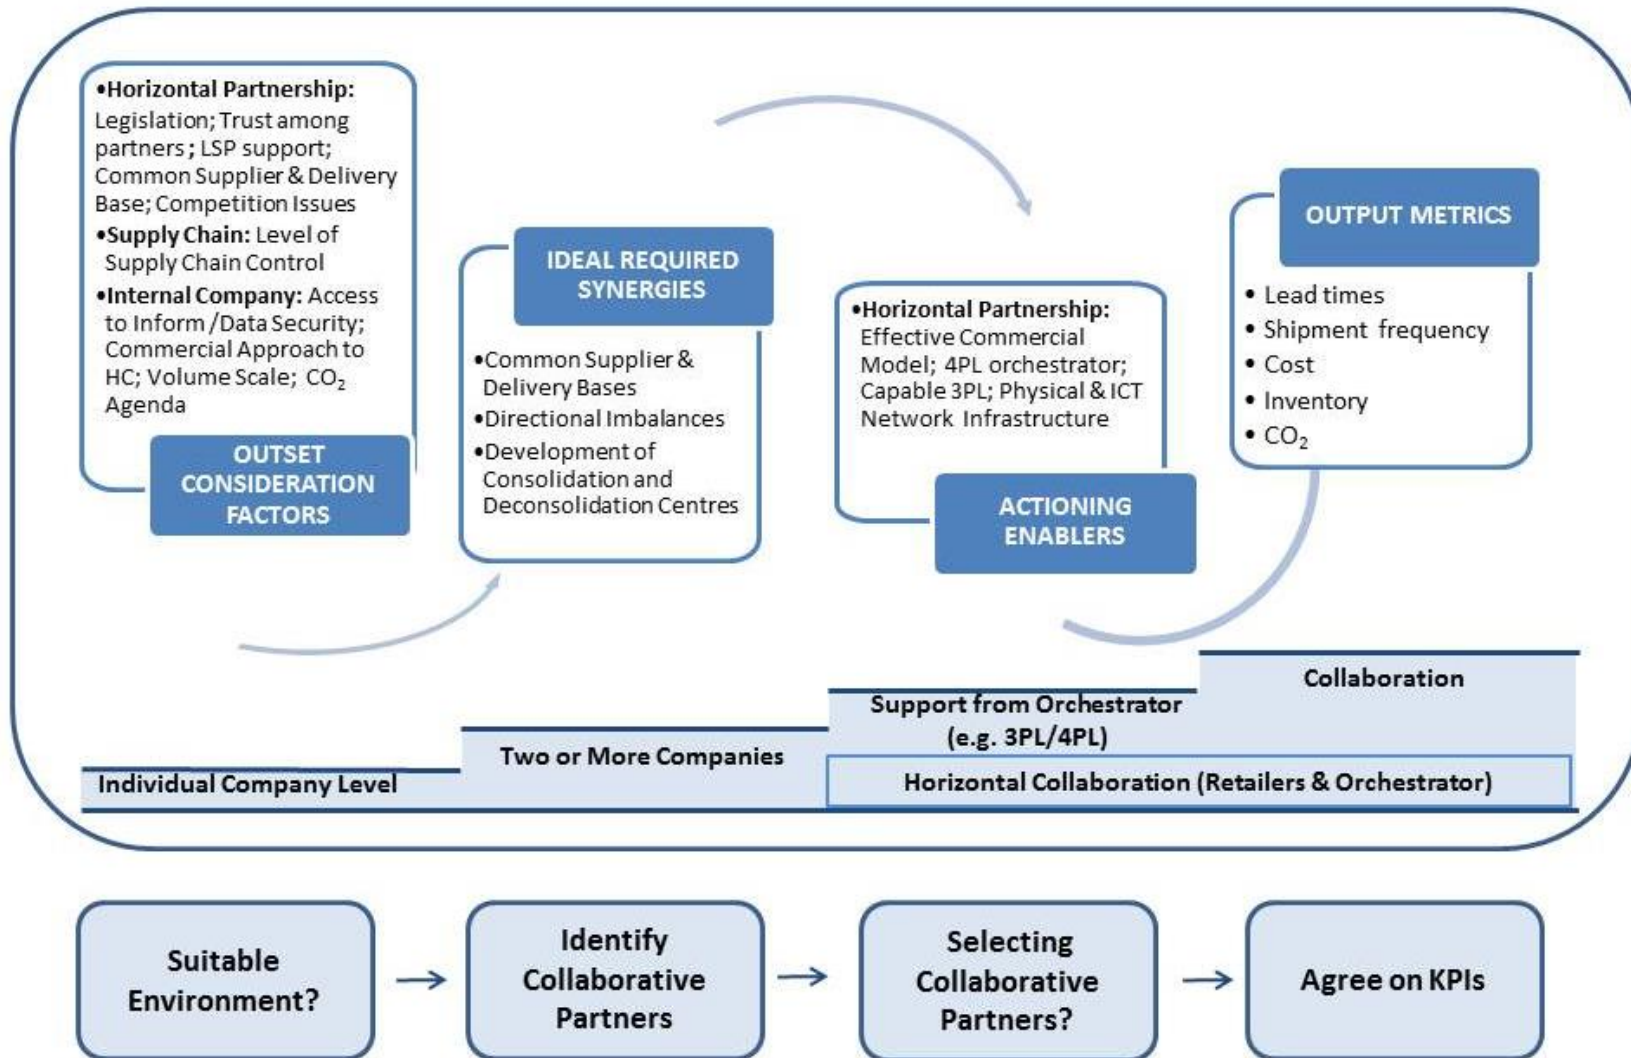 •Horizontal Partnership:
Legislation; Trust among
partners ; LSP support;
Common Supplier & Delivery
Base; Competition Issues
•Supply Chain: Level of
Supply Chain Control
•Internal Company: Access
to Inform /Data Security;
Commercial Approach to
HC; Volume Scale; CO₂
Agenda
OUTSET
CONSIDERATION
FACTORS
IDEAL REQUIRED
SYNERGIES
•Common Supplier &
Delivery Bases
•Directional Imbalances
•Development of
Consolidation and
Deconsolidation Centres
•Horizontal Partnership:
Effective Commercial
Model; 4PL orchestrator;
Capable 3PL; Physical & ICT
Network Infrastructure
ACTIONING
ENABLERS
OUTPUT METRICS
• Lead times
• Shipment frequency
• Cost
• Inventory
• CO₂
Individual Company Level
Two or More Companies
Support from Orchestrator
(e.g. 3PL/4PL)
Collaboration
Horizontal Collaboration (Retailers & Orchestrator)
Suitable
Environment?
Identify
Collaborative
Partners
Selecting
Collaborative
Partners?
Agree on KPIs